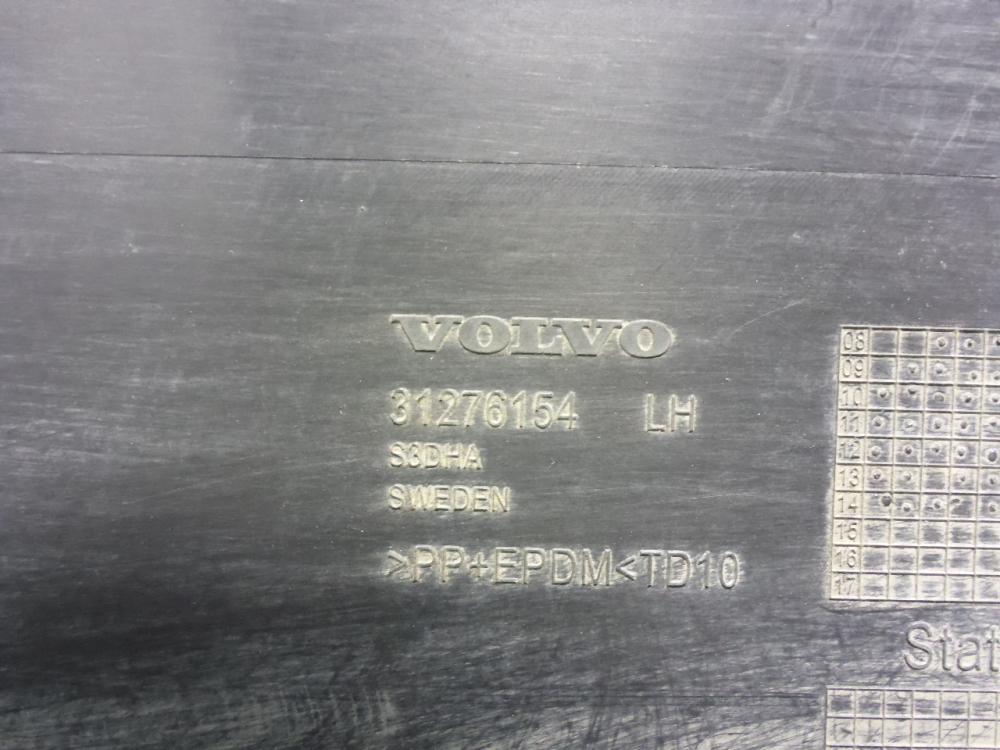 VOLVO
31276154 LH
S3DHA
SWEDEN
>PP+EPDM<TD10
08
09
10
11
12
13
14
15
16
17
Stat